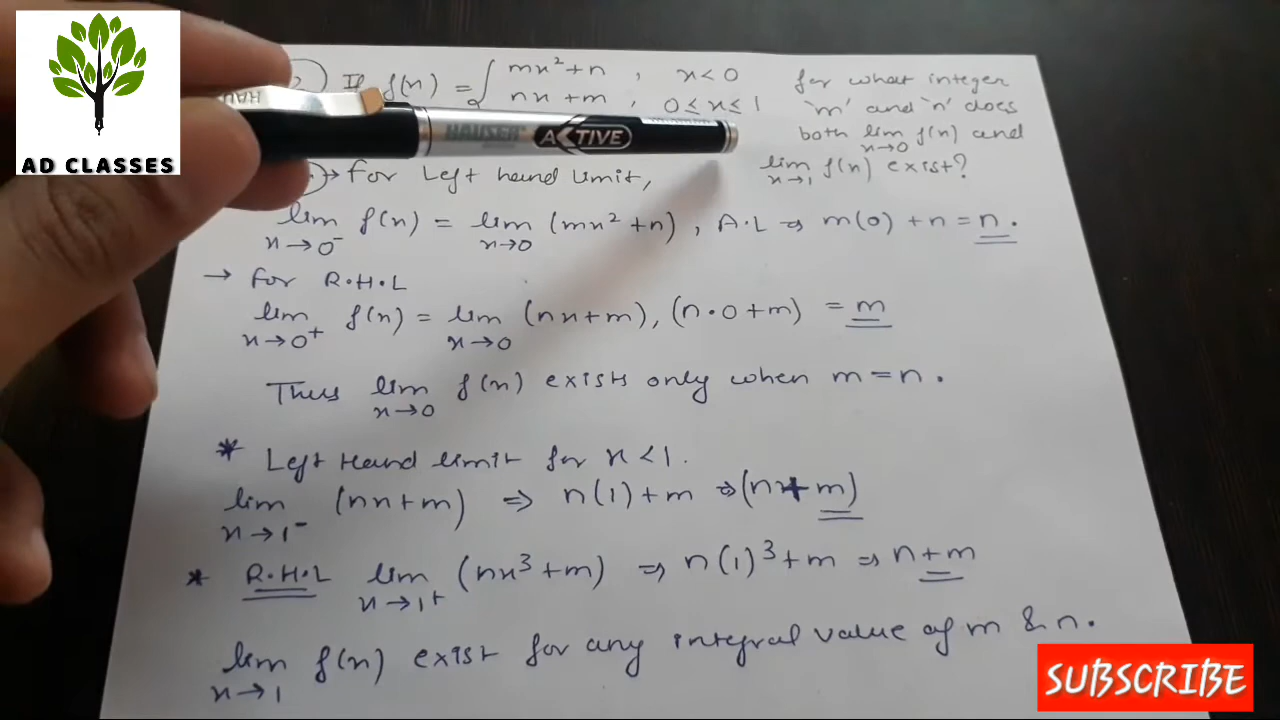 AD CLASSES
If f(x) = { mx² + n , x < 0
nx + m , 0 ≤ x ≤ 1
for what integer
'm' and 'n' does
both lim x→0 f(x) and
lim x→1 f(x) exist?
HAUSER ACTIVE
→ For Left hand limit,
lim x→0⁻ f(x) = lim x→0 (mx² + n) , A.L ⇒ m(0) + n = n.
→ For R.H.L
lim x→0+ f(x) = lim x→0 (nx + m), (n·0 + m) = m
Thus lim x→0 f(x) exists only when m = n.
* Left Hand limit for x < 1.
lim x→1⁻ (nx + m) ⇒ n(1) + m ⇒ (n + m)
* R.H.L lim x→1+ (nx³ + m) ⇒ n(1)³ + m ⇒ n + m
lim x→1 f(x) exist for any integral value of m & n.
SUBSCRIBE